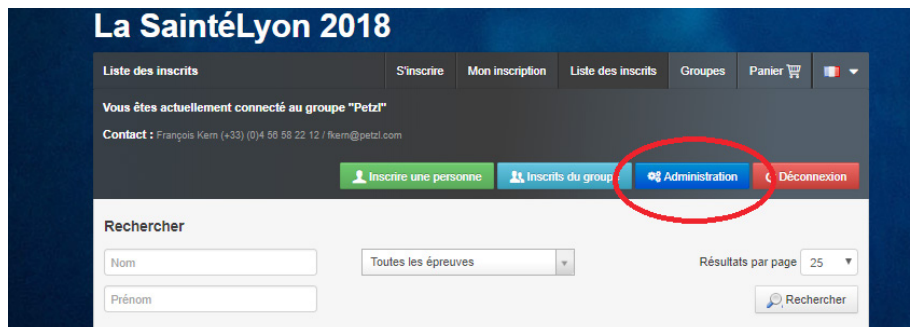 La SaintéLyon 2018
Liste des inscrits S'inscrire Mon inscription Liste des inscrits Groupes Panier
Vous êtes actuellement connecté au groupe "Petzl"
Contact : François Kern (+33) (0)4 56 58 22 12 / fkern@petzl.com
Inscrire une personne Inscrits du groupe Administration Déconnexion
Rechercher
Nom Toutes les épreuves Résultats par page 25
Prénom Rechercher